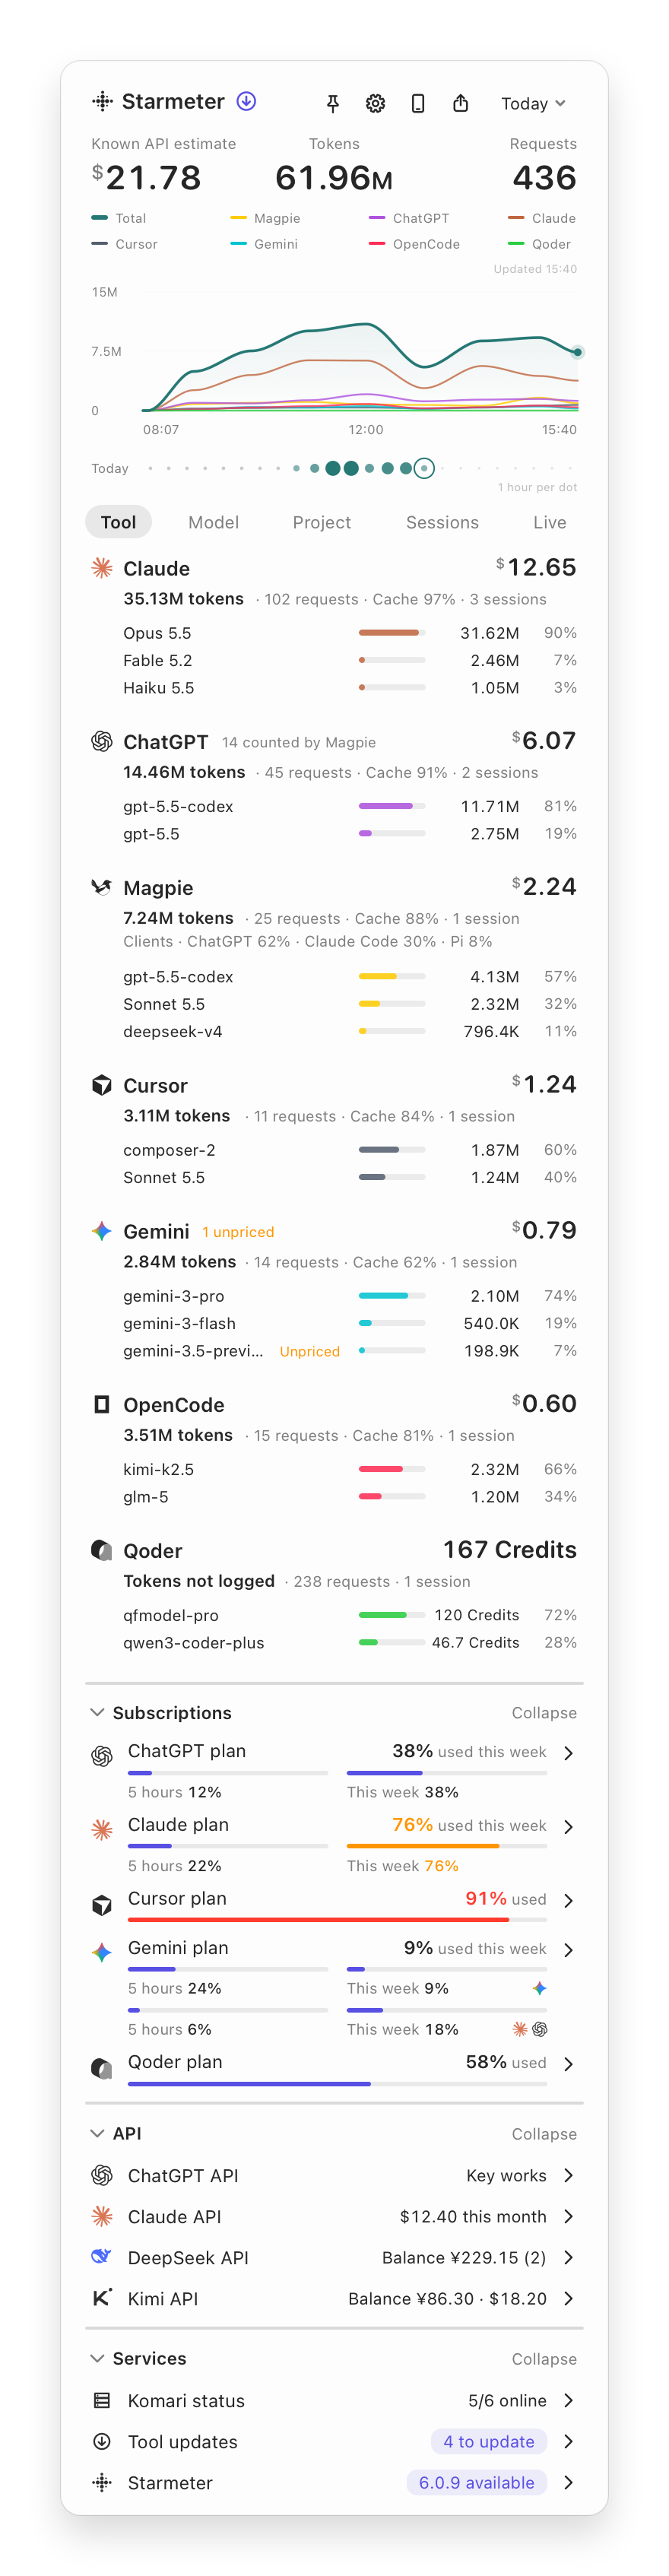 Starmeter Today
Known API estimate Tokens Requests
$21.78 61.96M 436
Total Magpie ChatGPT Claude
Cursor Gemini OpenCode Qoder
Updated 15:40
15M
7.5M
0
08:07 12:00 15:40
Today
1 hour per dot
Tool Model Project Sessions Live
Claude $12.65
35.13M tokens · 102 requests · Cache 97% · 3 sessions
Opus 5.5 31.62M 90%
Fable 5.2 2.46M 7%
Haiku 5.5 1.05M 3%
ChatGPT 14 counted by Magpie $6.07
14.46M tokens · 45 requests · Cache 91% · 2 sessions
gpt-5.5-codex 11.71M 81%
gpt-5.5 2.75M 19%
Magpie $2.24
7.24M tokens · 25 requests · Cache 88% · 1 session
Clients · ChatGPT 62% · Claude Code 30% · Pi 8%
gpt-5.5-codex 4.13M 57%
Sonnet 5.5 2.32M 32%
deepseek-v4 796.4K 11%
Cursor $1.24
3.11M tokens · 11 requests · Cache 84% · 1 session
composer-2 1.87M 60%
Sonnet 5.5 1.24M 40%
Gemini 1 unpriced $0.79
2.84M tokens · 14 requests · Cache 62% · 1 session
gemini-3-pro 2.10M 74%
gemini-3-flash 540.0K 19%
gemini-3.5-previ... Unpriced 198.9K 7%
OpenCode $0.60
3.51M tokens · 15 requests · Cache 81% · 1 session
kimi-k2.5 2.32M 66%
glm-5 1.20M 34%
Qoder 167 Credits
Tokens not logged · 238 requests · 1 session
qfmodel-pro 120 Credits 72%
qwen3-coder-plus 46.7 Credits 28%
Subscriptions Collapse
ChatGPT plan 38% used this week
5 hours 12% This week 38%
Claude plan 76% used this week
5 hours 22% This week 76%
Cursor plan 91% used
Gemini plan 9% used this week
5 hours 24% This week 9%
5 hours 6% This week 18%
Qoder plan 58% used
API Collapse
ChatGPT API Key works
Claude API $12.40 this month
DeepSeek API Balance ¥229.15 (2)
Kimi API Balance ¥86.30 · $18.20
Services Collapse
Komari status 5/6 online
Tool updates 4 to update
Starmeter 6.0.9 available